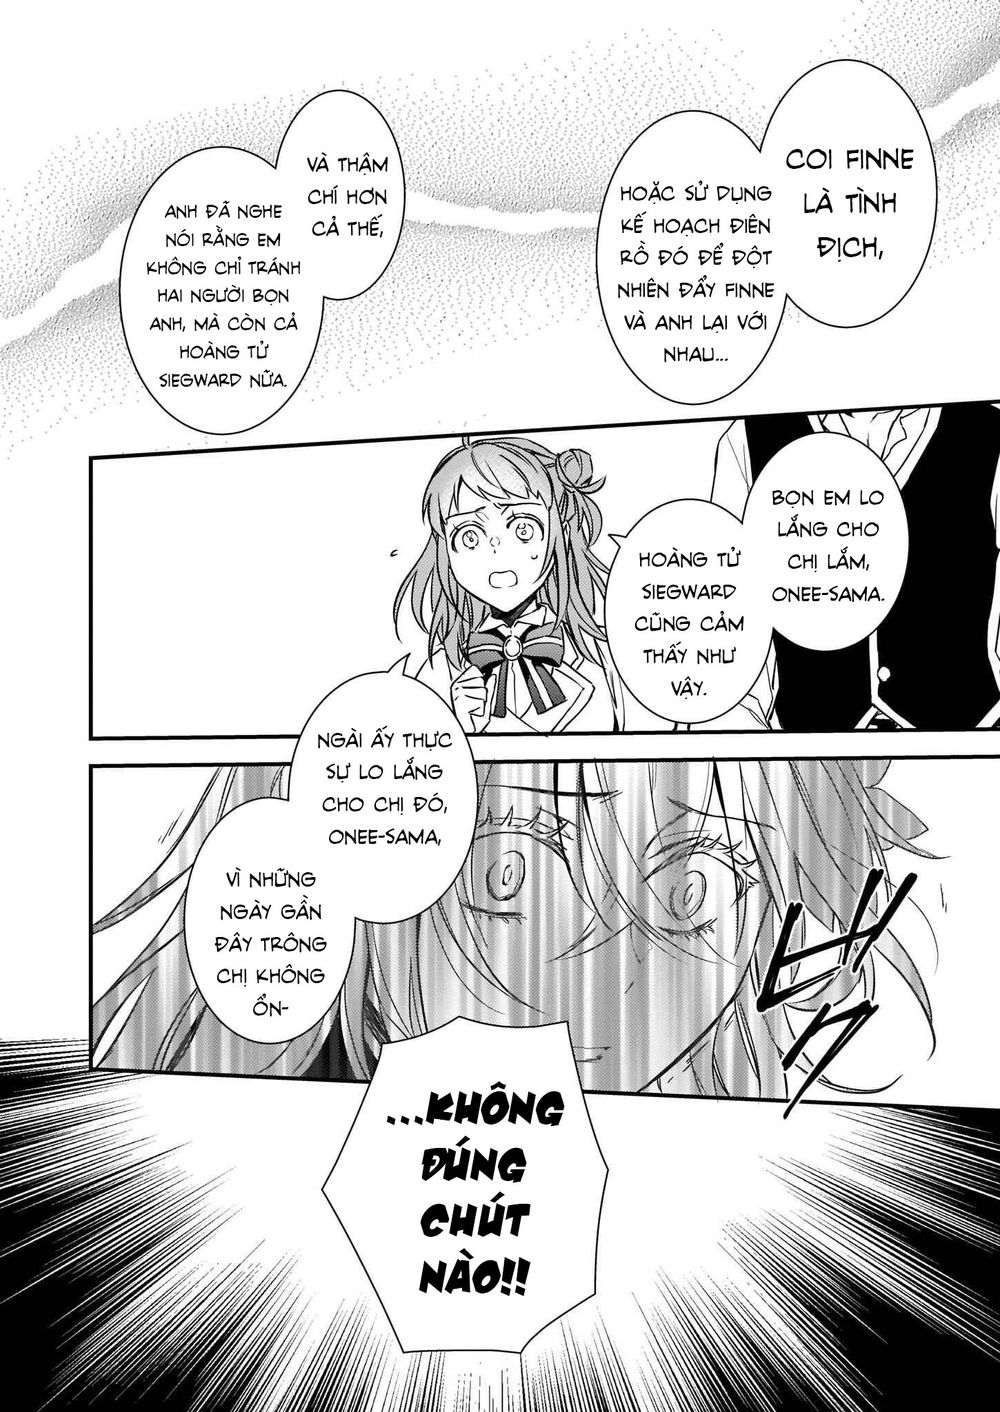 COI FINNE
LÀ TÌNH
ĐỊCH,
HOẶC SỬ DỤNG
KẾ HOẠCH ĐIÊN
RỒ ĐÓ ĐỂ ĐỘT
NHIÊN ĐẨY FINNE
VÀ ANH LẠI VỚI
NHAU...
VÀ THẬM
CHÍ HƠN
CẢ THẾ,
ANH ĐÃ NGHE
NÓI RẰNG EM
KHÔNG CHỈ TRÁNH
HAI NGƯỜI BỌN
ANH, MÀ CÒN CẢ
HOÀNG TỬ
SIEGWARD NỮA.
BỌN EM LO
LẮNG CHO
CHỊ LẮM,
ONEE-SAMA.
HOÀNG TỬ
SIEGWARD
CŨNG CẢM
THẤY NHƯ
VẬY.
NGÀI ẤY THỰC
SỰ LO LẮNG
CHO CHỊ ĐÓ,
ONEE-SAMA,
VÌ NHỮNG
NGÀY GẦN
ĐÂY TRÔNG
CHỊ KHÔNG
ỔN-
ビクッ
...KHÔNG
ĐÚNG
CHÚT
NÀO!!